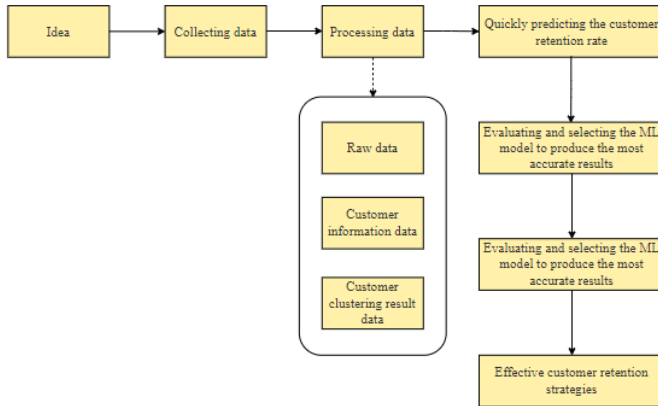 Idea
Collecting data
Processing data
Quickly predicting the customer
retention rate
Raw data
Customer
information data
Customer
clustering result
data
Evaluating and selecting the ML
model to produce the most
accurate results
Evaluating and selecting the ML
model to produce the most
accurate results
Effective customer retention
strategies